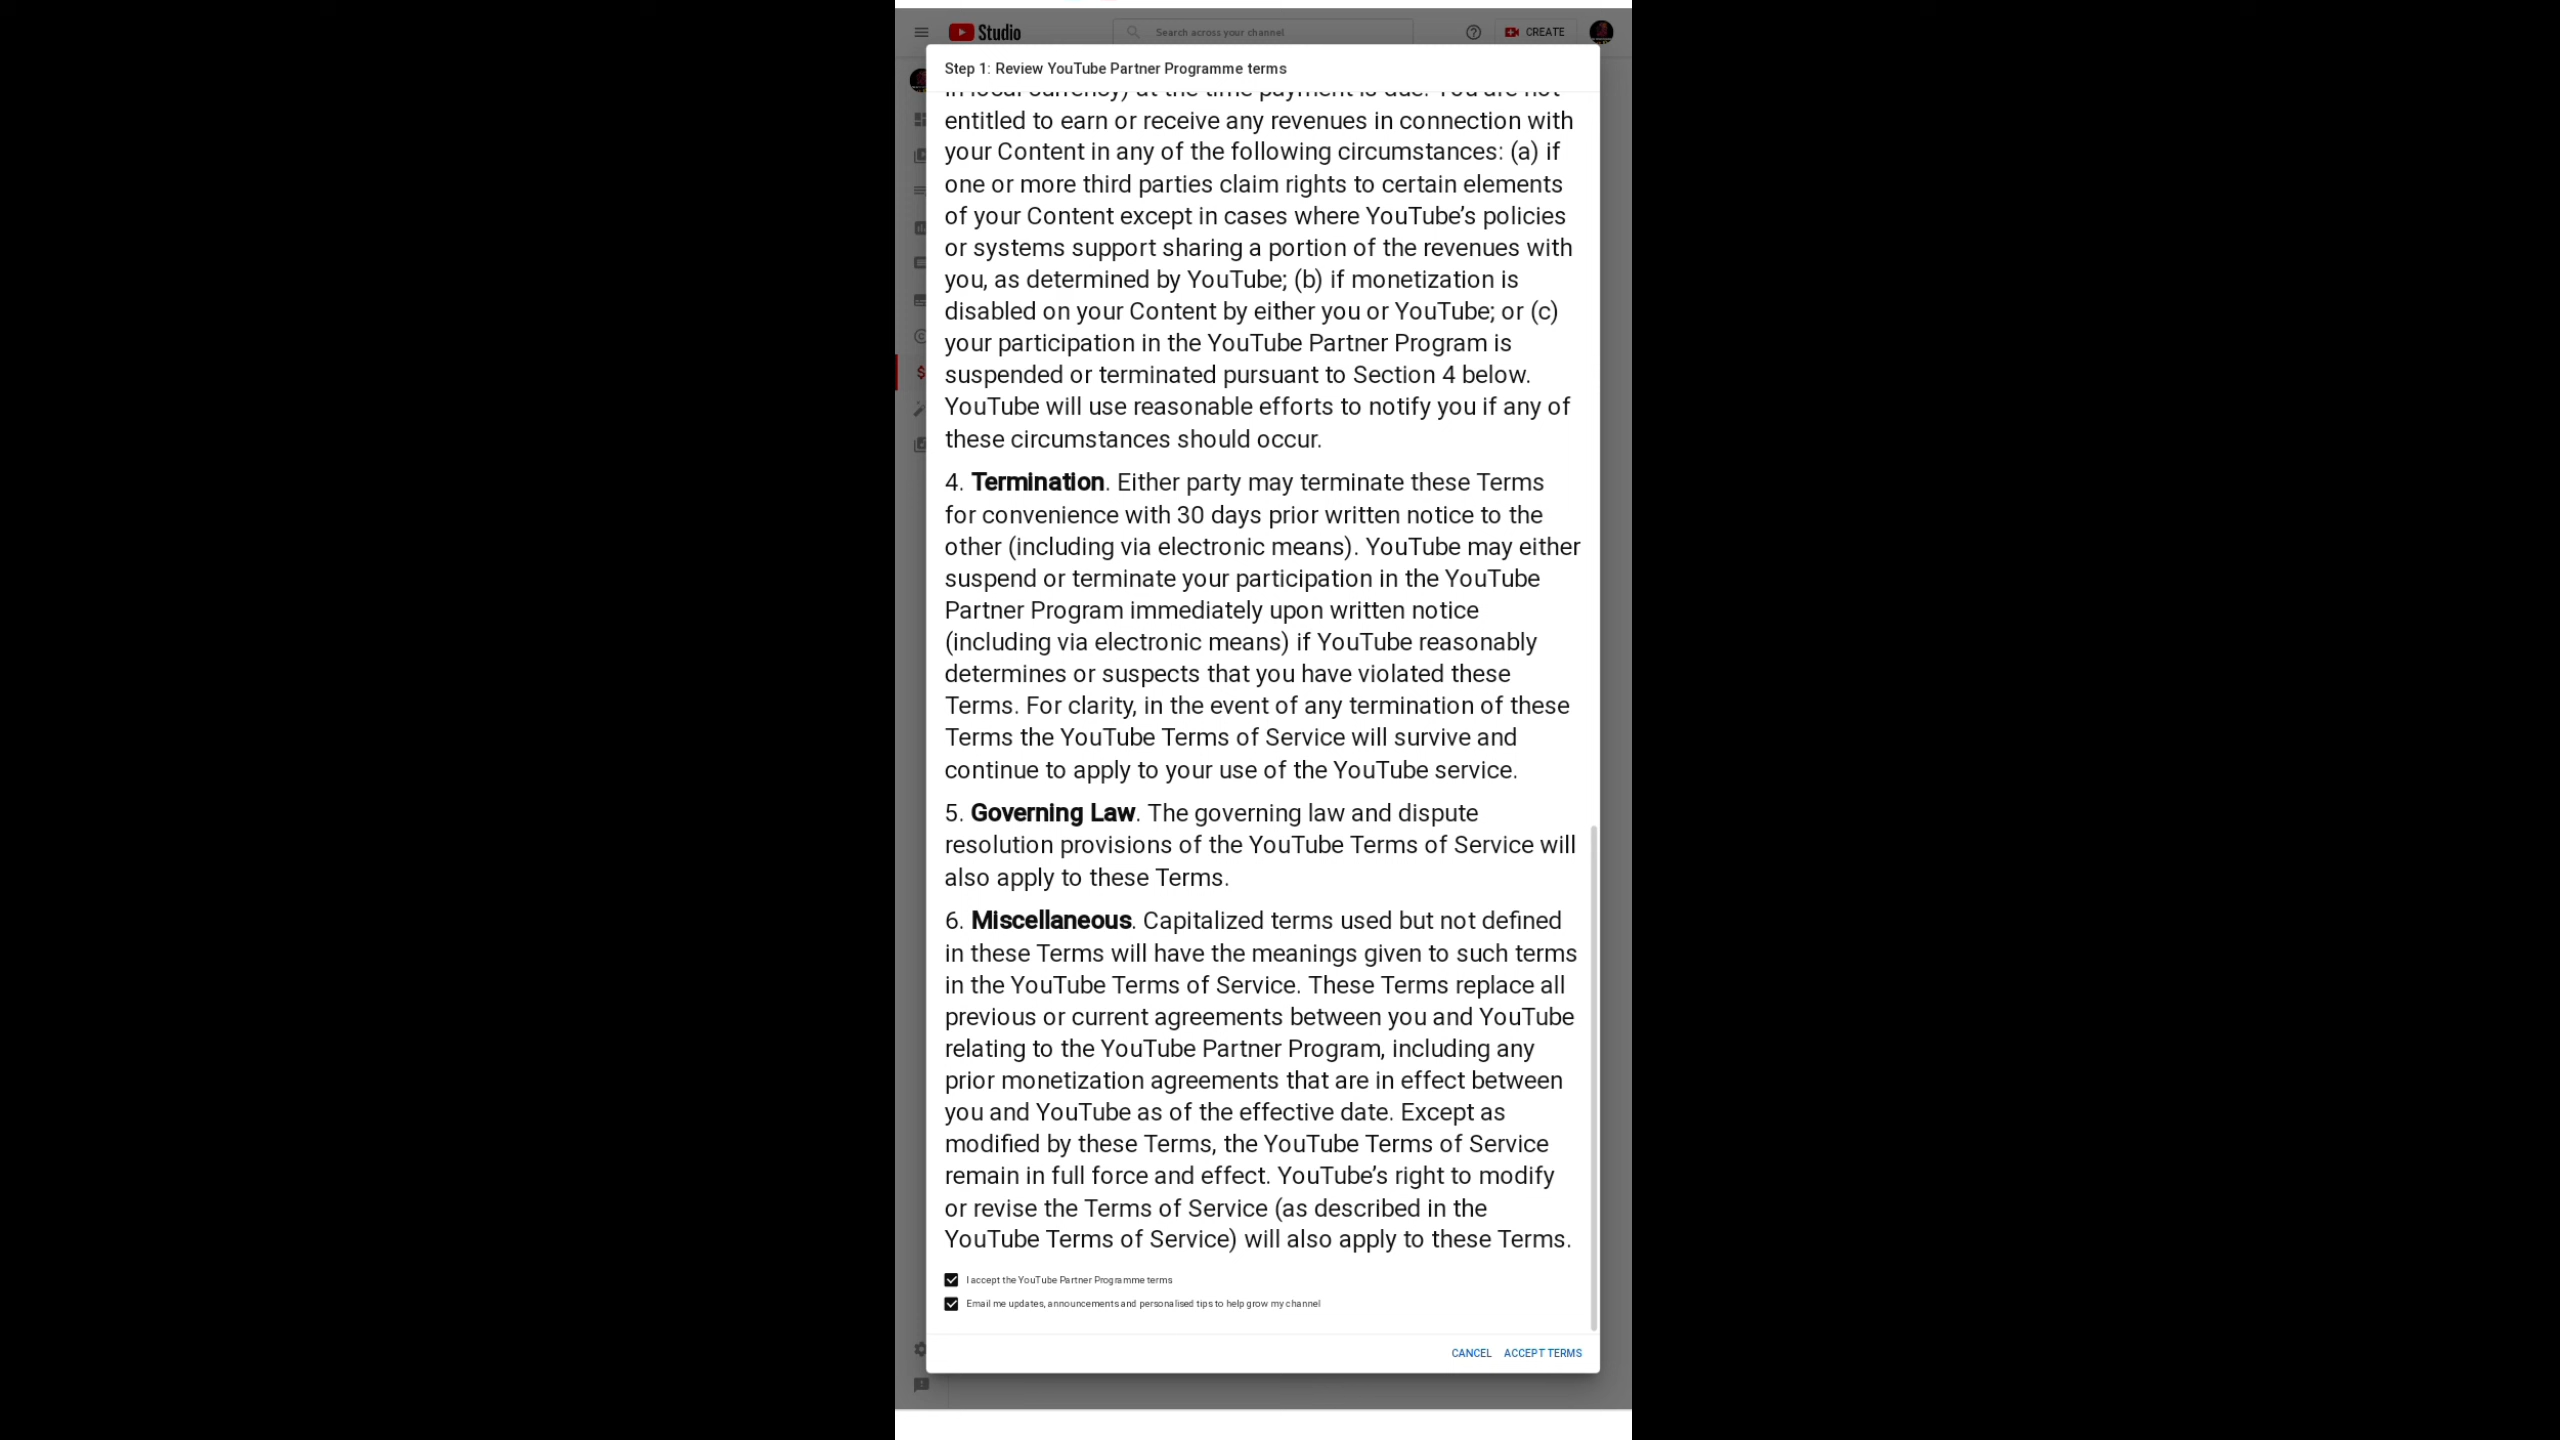 Studio
Search across your channel
CREATE
Step 1: Review YouTube Partner Programme terms
in local currency) at the time payment is due. You are not
entitled to earn or receive any revenues in connection with
your Content in any of the following circumstances: (a) if
one or more third parties claim rights to certain elements
of your Content except in cases where YouTube’s policies
or systems support sharing a portion of the revenues with
you, as determined by YouTube; (b) if monetization is
disabled on your Content by either you or YouTube; or (c)
your participation in the YouTube Partner Program is
suspended or terminated pursuant to Section 4 below.
YouTube will use reasonable efforts to notify you if any of
these circumstances should occur.
4. Termination. Either party may terminate these Terms
for convenience with 30 days prior written notice to the
other (including via electronic means). YouTube may either
suspend or terminate your participation in the YouTube
Partner Program immediately upon written notice
(including via electronic means) if YouTube reasonably
determines or suspects that you have violated these
Terms. For clarity, in the event of any termination of these
Terms the YouTube Terms of Service will survive and
continue to apply to your use of the YouTube service.
5. Governing Law. The governing law and dispute
resolution provisions of the YouTube Terms of Service will
also apply to these Terms.
6. Miscellaneous. Capitalized terms used but not defined
in these Terms will have the meanings given to such terms
in the YouTube Terms of Service. These Terms replace all
previous or current agreements between you and YouTube
relating to the YouTube Partner Program, including any
prior monetization agreements that are in effect between
you and YouTube as of the effective date. Except as
modified by these Terms, the YouTube Terms of Service
remain in full force and effect. YouTube’s right to modify
or revise the Terms of Service (as described in the
YouTube Terms of Service) will also apply to these Terms.
I accept the YouTube Partner Programme terms
Email me updates, announcements and personalised tips to help grow my channel
CANCEL ACCEPT TERMS